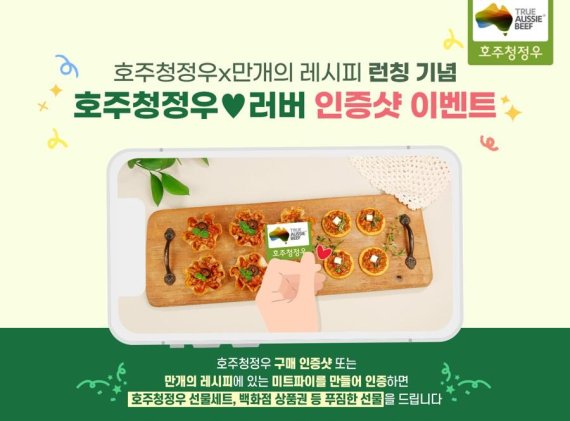 TRUE
AUSSIE
BEEF
호주청정우
호주청정우x만개의 레시피 런칭 기념
호주청정우♥러버 인증샷 이벤트
TRUE
AUSSIE
BEEF
호주청정우
호주청정우 구매 인증샷 또는
만개의 레시피에 있는 미트파이를 만들어 인증하면
호주청정우 선물세트, 백화점 상품권 등 푸짐한 선물을 드립니다